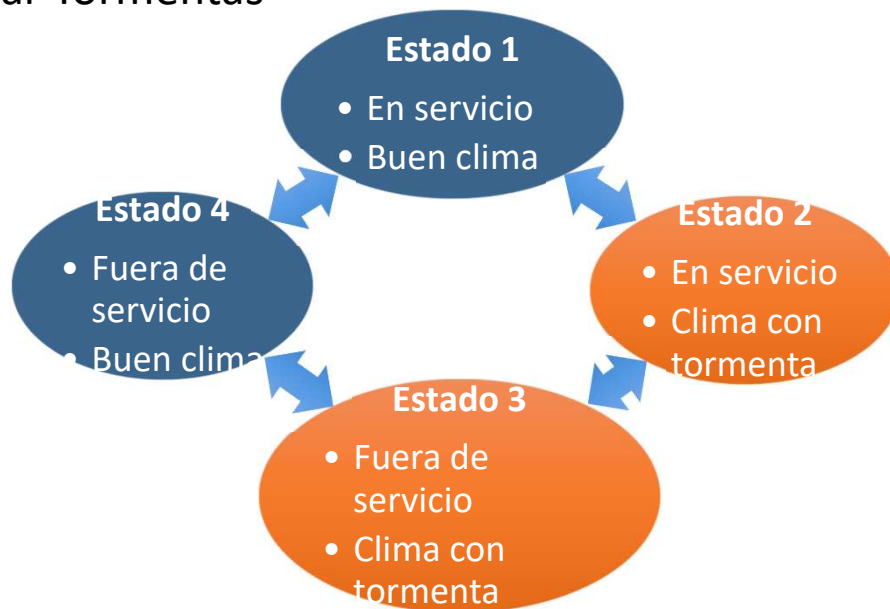 Tormentas
Estado 1
• En servicio
• Buen clima
Estado 4
• Fuera de
servicio
• Buen clima
Estado 2
• En servicio
• Clima con
tormenta
Estado 3
• Fuera de
servicio
• Clima con
tormenta